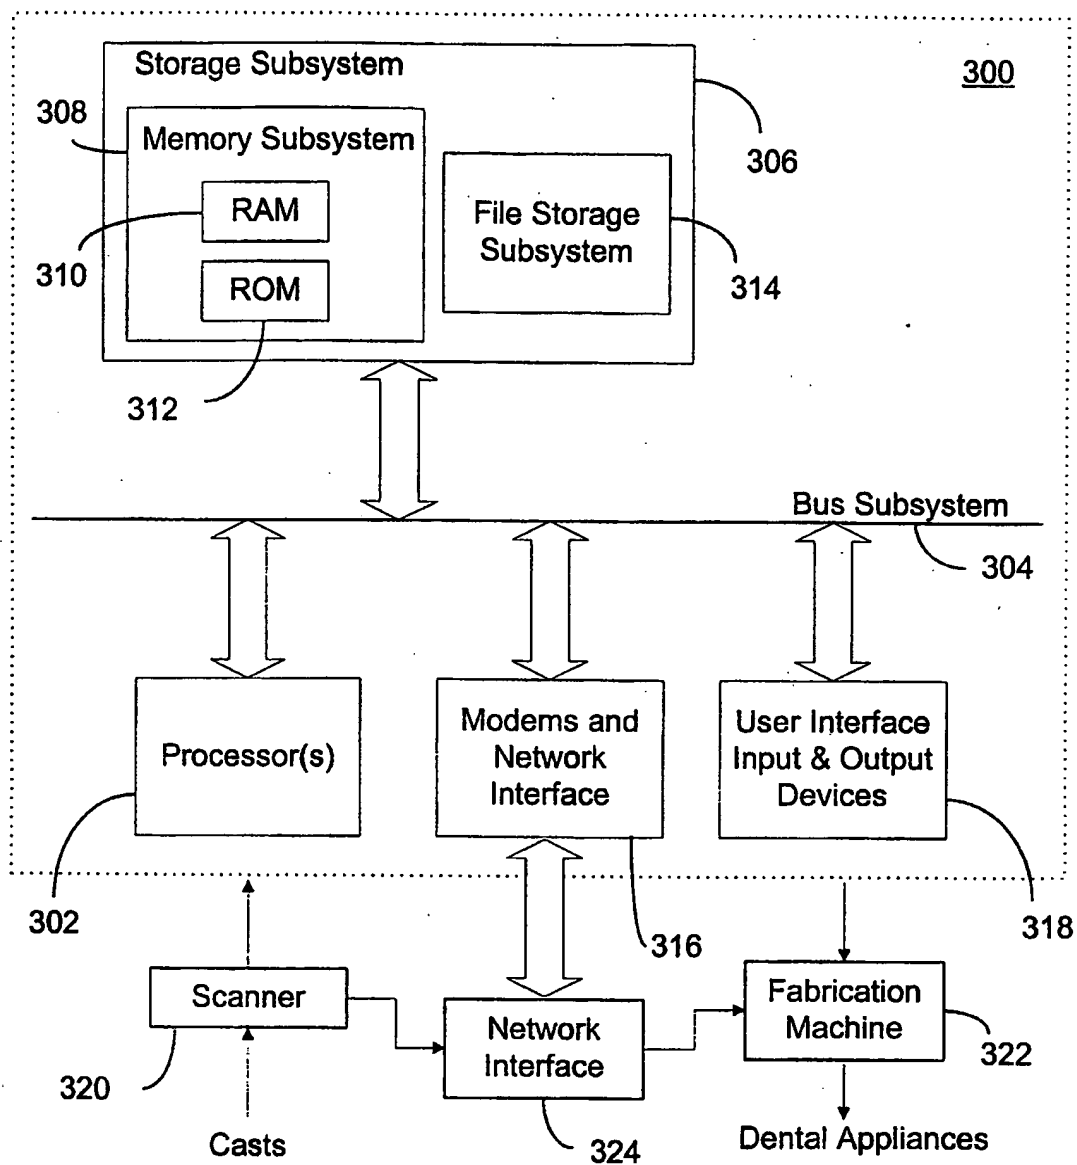 Storage Subsystem
300
308
Memory Subsystem
306
RAM
File Storage
Subsystem
310
ROM
314
312
Bus Subsystem
304
Processor(s)
Modems and
Network
Interface
User Interface
Input & Output
Devices
302
316
318
Scanner
Network
Interface
Fabrication
Machine
320
322
Casts
324
Dental Appliances